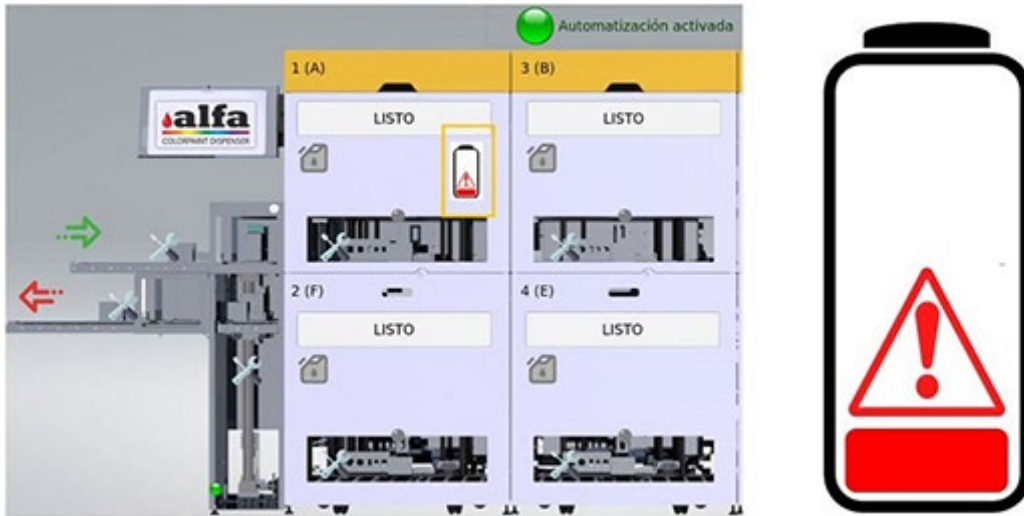 Automatización activada
1 (A)
3 (B)
LISTO
LISTO
alfa
COLORPAINT DISPENSER
2 (F)
4 (E)
LISTO
LISTO